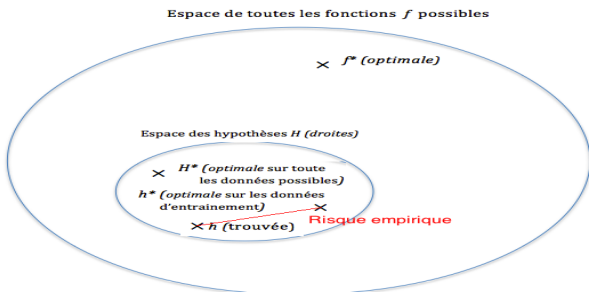 Espace de toutes les fonctions f possibles
f* (optimale)
Espace des hypothèses H (droites)
H* (optimale sur toute
les données possibles)
h* (optimale sur les données
d'entrainement)
Risque empirique
h (trouvée)